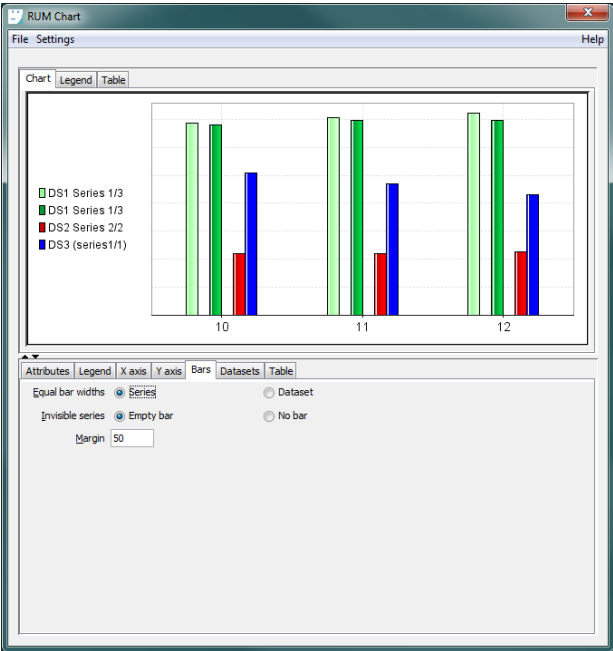 RUM Chart
File Settings Help
Chart Legend Table
DS1 Series 1/3
DS1 Series 1/3
DS2 Series 2/2
DS3 (series1/1)
10 11 12
Attributes Legend X axis Y axis Bars Datasets Table
Equal bar widths Series Dataset
Invisible series Empty bar No bar
Margin 50